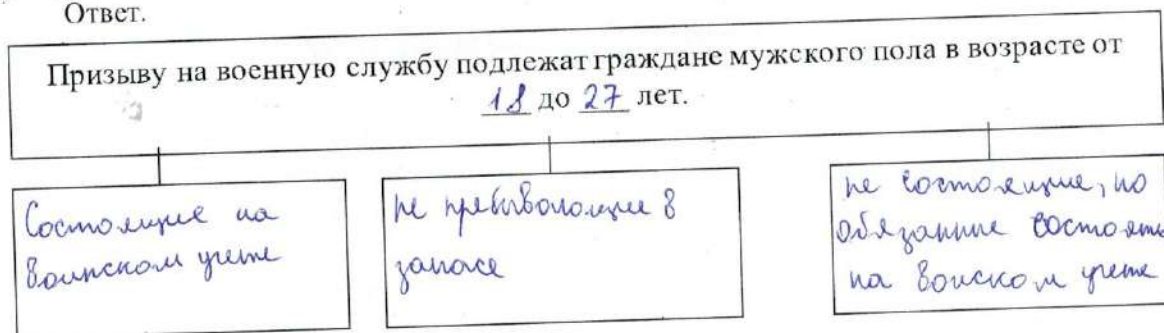 Ответ.
Призыву на военную службу подлежат граждане мужского пола в возрасте от
18 до 27 лет.
Состоящие на
воинском учете
не пребывающие в
запасе
не состоящие, но
обязанные состоять
на воиском учете